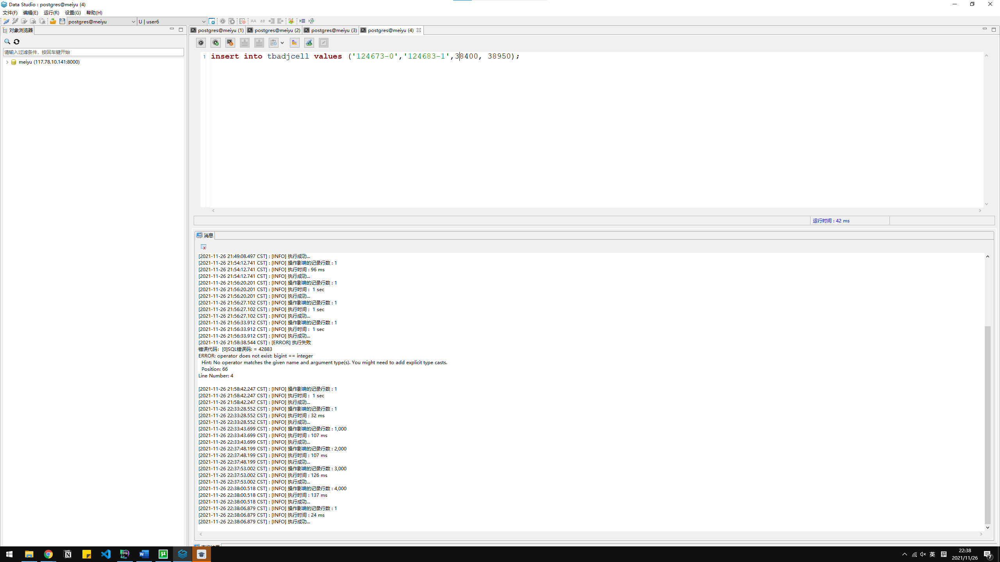 Data Studio : postgres@meiyu (4)
文件(F) 编辑(E) 运行(R) 设置(G) 帮助(H)
postgres@meiyu U | user6
对象浏览器
请输入过滤条件，按回车键开始
meiyu (117.78.10.141:8000)
postgres@meiyu (1) postgres@meiyu (2) postgres@meiyu (3) postgres@meiyu (4)
1 insert into tbadjcell values ('124673-0','124683-1',38400, 38950);
运行时间 : 42 ms
消息
[2021-11-26 21:49:08.497 CST] : [INFO] 执行成功...
[2021-11-26 21:54:12.741 CST] : [INFO] 操作影响的记录行数 : 1
[2021-11-26 21:54:12.741 CST] : [INFO] 执行时间 : 96 ms
[2021-11-26 21:54:12.741 CST] : [INFO] 执行成功...
[2021-11-26 21:56:20.201 CST] : [INFO] 操作影响的记录行数 : 1
[2021-11-26 21:56:20.201 CST] : [INFO] 执行时间 :  1 sec
[2021-11-26 21:56:20.201 CST] : [INFO] 执行成功...
[2021-11-26 21:56:27.102 CST] : [INFO] 操作影响的记录行数 : 1
[2021-11-26 21:56:27.102 CST] : [INFO] 执行时间 :  1 sec
[2021-11-26 21:56:27.102 CST] : [INFO] 执行成功...
[2021-11-26 21:56:33.912 CST] : [INFO] 操作影响的记录行数 : 1
[2021-11-26 21:56:33.912 CST] : [INFO] 执行时间 :  1 sec
[2021-11-26 21:56:33.912 CST] : [INFO] 执行成功...
[2021-11-26 21:58:38.544 CST] : [ERROR] 执行失败
错误代码：[0]SQL错误码: = 42883
ERROR: operator does not exist: bigint == integer
Hint: No operator matches the given name and argument type(s). You might need to add explicit type casts.
Position: 66
Line Number: 4
[2021-11-26 21:58:42.247 CST] : [INFO] 操作影响的记录行数 : 1
[2021-11-26 21:58:42.247 CST] : [INFO] 执行时间 :  1 sec
[2021-11-26 21:58:42.247 CST] : [INFO] 执行成功...
[2021-11-26 22:33:28.552 CST] : [INFO] 操作影响的记录行数 : 1
[2021-11-26 22:33:28.552 CST] : [INFO] 执行时间 : 32 ms
[2021-11-26 22:33:28.552 CST] : [INFO] 执行成功...
[2021-11-26 22:33:43.699 CST] : [INFO] 操作影响的记录行数 : 1,000
[2021-11-26 22:33:43.699 CST] : [INFO] 执行时间 : 107 ms
[2021-11-26 22:33:43.699 CST] : [INFO] 执行成功...
[2021-11-26 22:37:48.199 CST] : [INFO] 操作影响的记录行数 : 2,000
[2021-11-26 22:37:48.199 CST] : [INFO] 执行时间 : 107 ms
[2021-11-26 22:37:48.199 CST] : [INFO] 执行成功...
[2021-11-26 22:37:53.002 CST] : [INFO] 操作影响的记录行数 : 3,000
[2021-11-26 22:37:53.002 CST] : [INFO] 执行时间 : 126 ms
[2021-11-26 22:37:53.002 CST] : [INFO] 执行成功...
[2021-11-26 22:38:00.518 CST] : [INFO] 操作影响的记录行数 : 4,000
[2021-11-26 22:38:00.518 CST] : [INFO] 执行时间 : 137 ms
[2021-11-26 22:38:00.518 CST] : [INFO] 执行成功...
[2021-11-26 22:38:06.879 CST] : [INFO] 操作影响的记录行数 : 1
[2021-11-26 22:38:06.879 CST] : [INFO] 执行时间 : 24 ms
[2021-11-26 22:38:06.879 CST] : [INFO] 执行成功...
英 拼
22:38
2021/11/26
7